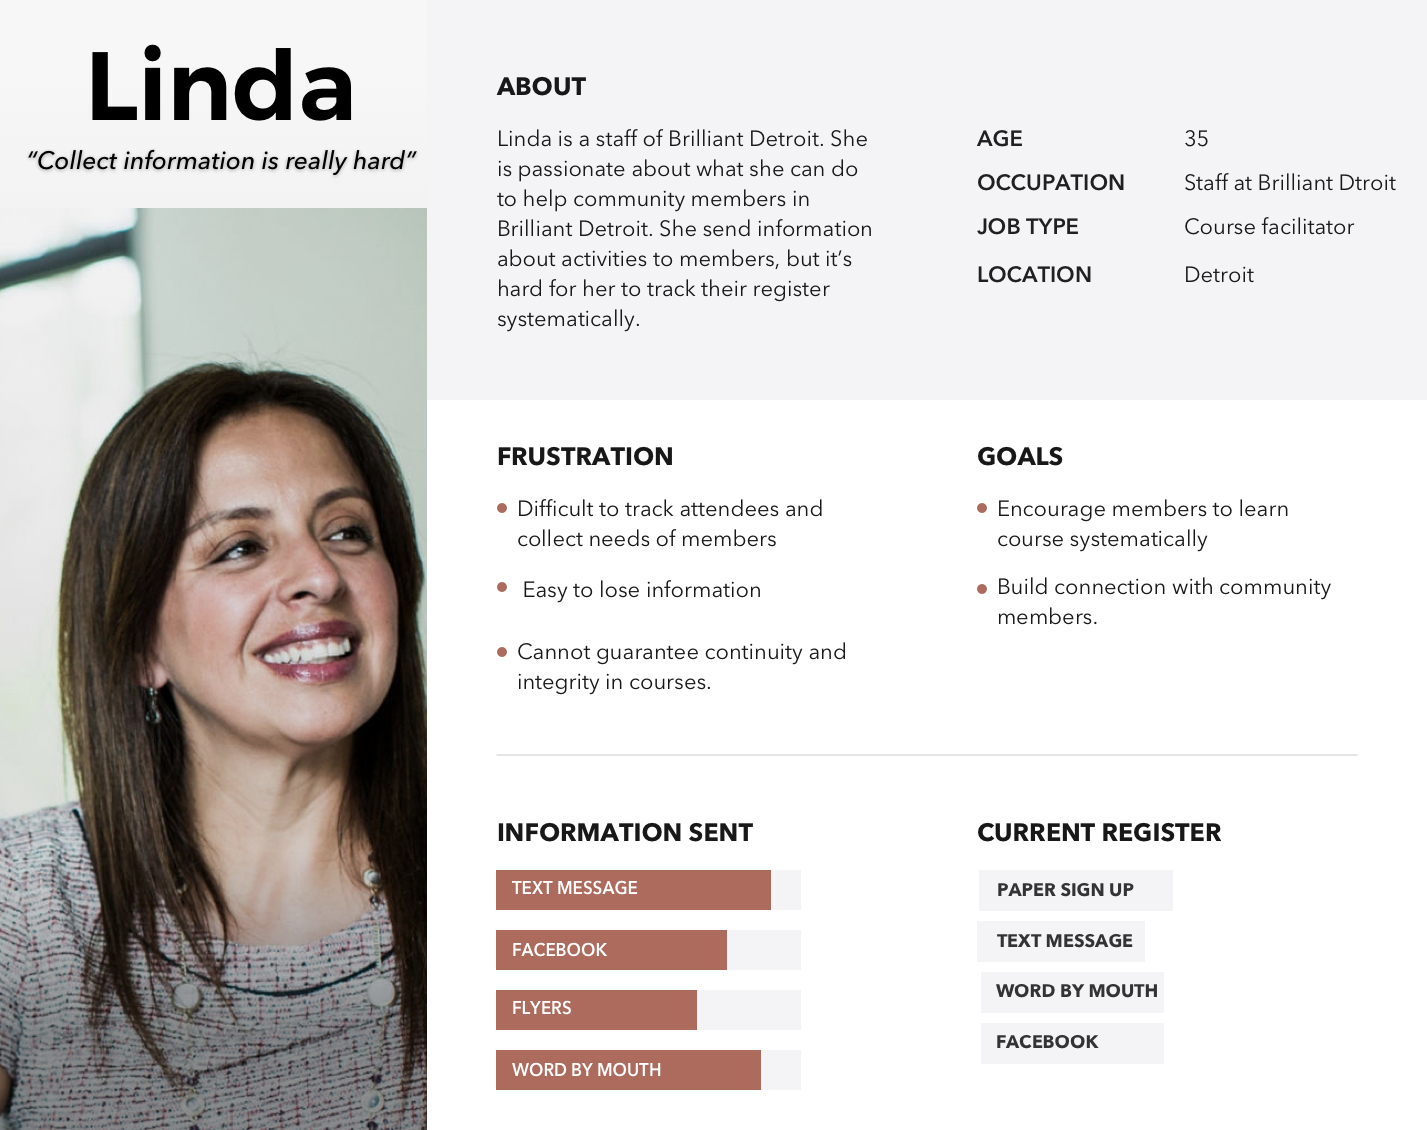 Linda
“Collect information is really hard”
ABOUT
Linda is a staff of Brilliant Detroit. She
is passionate about what she can do
to help community members in
Brilliant Detroit. She send information
about activities to members, but it’s
hard for her to track their register
systematically.
AGE 35
OCCUPATION Staff at Brilliant Dtroit
JOB TYPE Course facilitator
LOCATION Detroit
FRUSTRATION
Difficult to track attendees and
collect needs of members
Easy to lose information
Cannot guarantee continuity and
integrity in courses.
GOALS
Encourage members to learn
course systematically
Build connection with community
members.
INFORMATION SENT
TEXT MESSAGE
FACEBOOK
FLYERS
WORD BY MOUTH
CURRENT REGISTER
PAPER SIGN UP
TEXT MESSAGE
WORD BY MOUTH
FACEBOOK